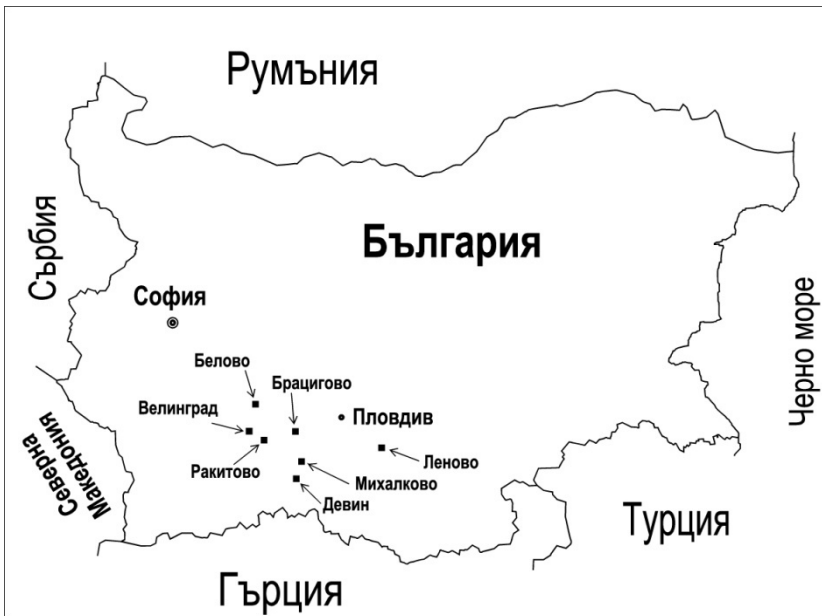 Румъния
Сърбия
България
София
Черно море
Белово
Брацигово
Велинград
Пловдив
Северна
Македония
Ракитово
Леново
Михалково
Девин
Турция
Гърция